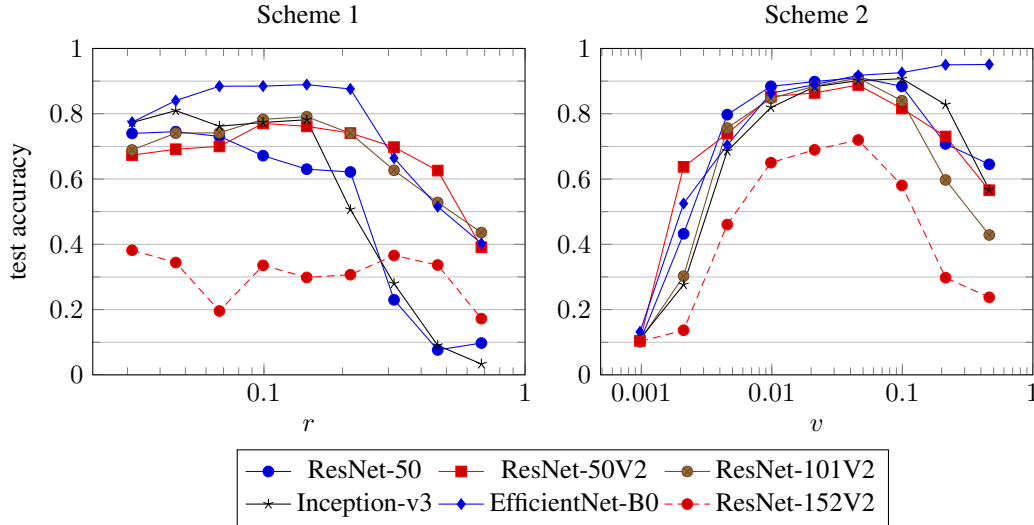 Scheme 1
Scheme 2
1
0.8
0.6
0.4
0.2
0
test accuracy
0.1
1
r
1
0.8
0.6
0.4
0.2
0
0.001
0.01
0.1
1
v
ResNet-50 ResNet-50V2 ResNet-101V2
Inception-v3 EfficientNet-B0 ResNet-152V2